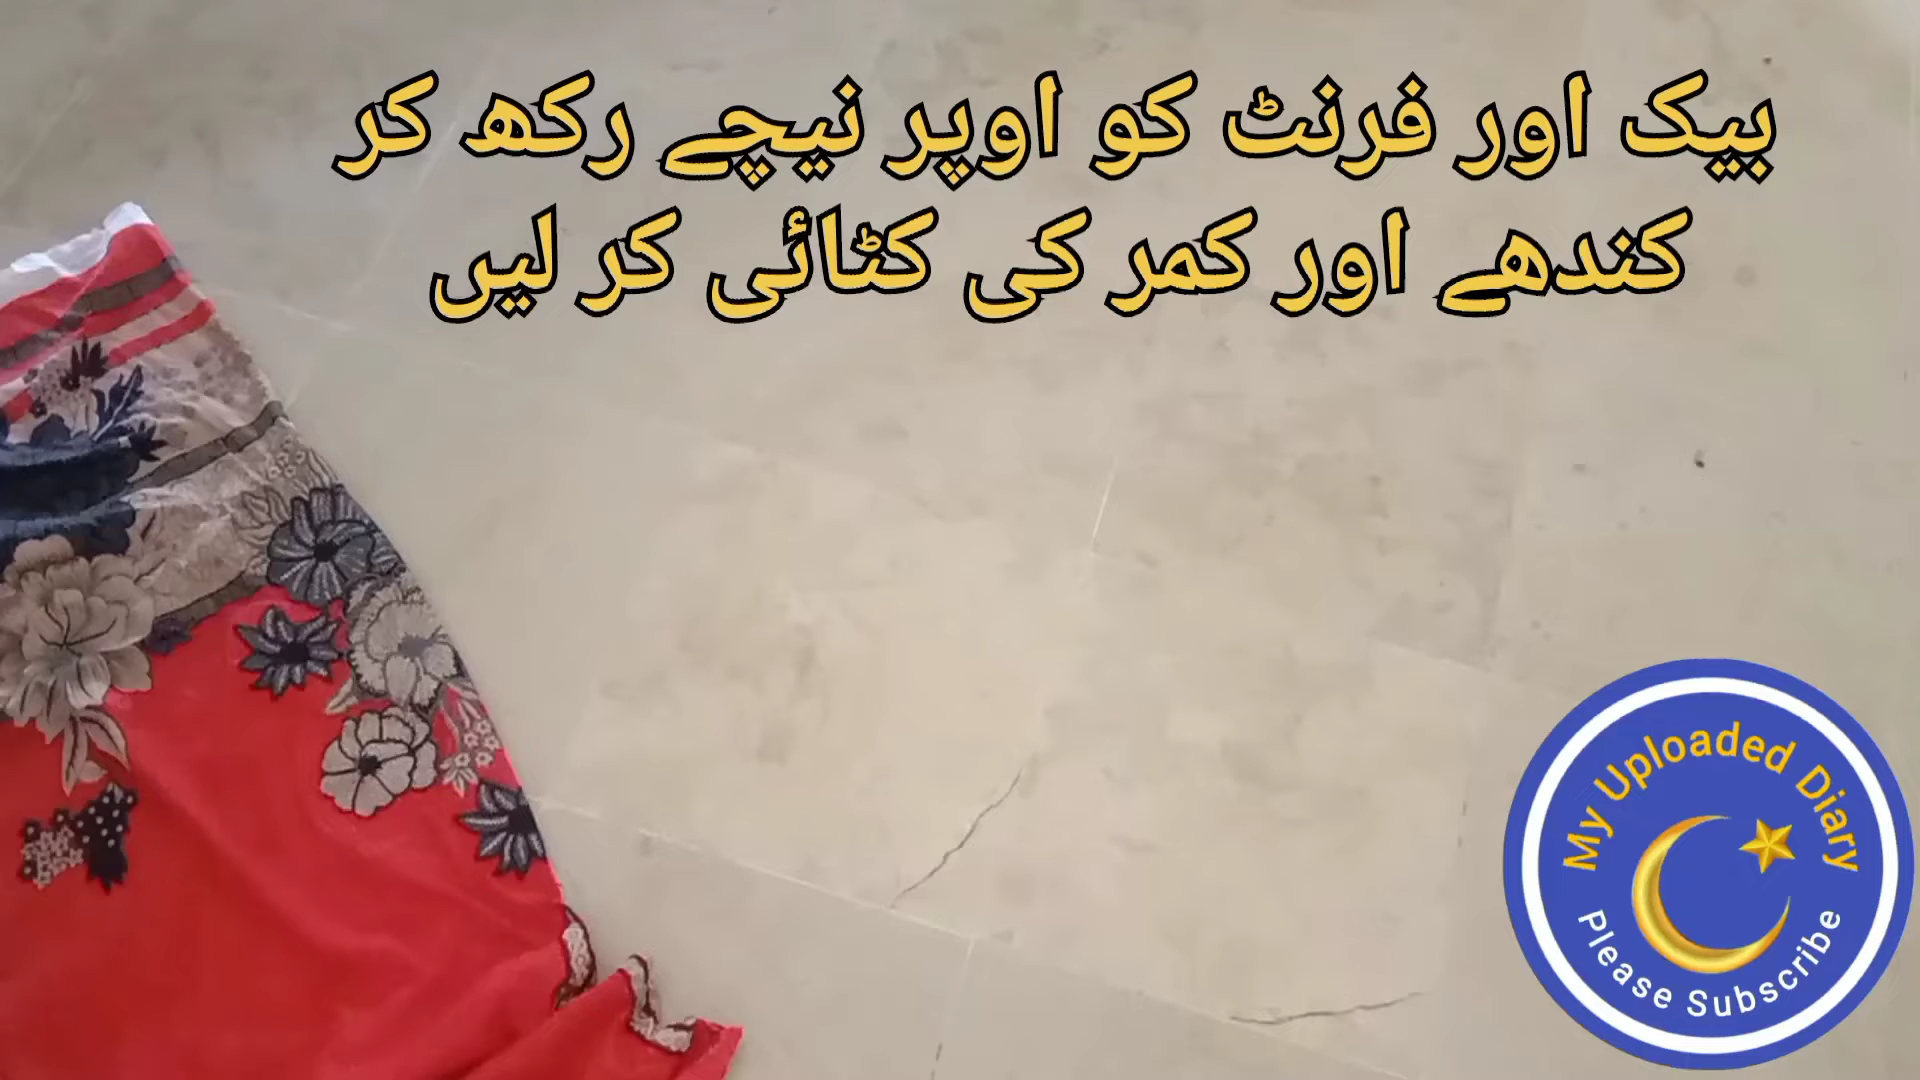 بیک اور فرنٹ کو اوپر نیچے رکھ کر
کندھے اور کمر کی کٹائی کر لیں
My Uploaded Diary
Please Subscribe